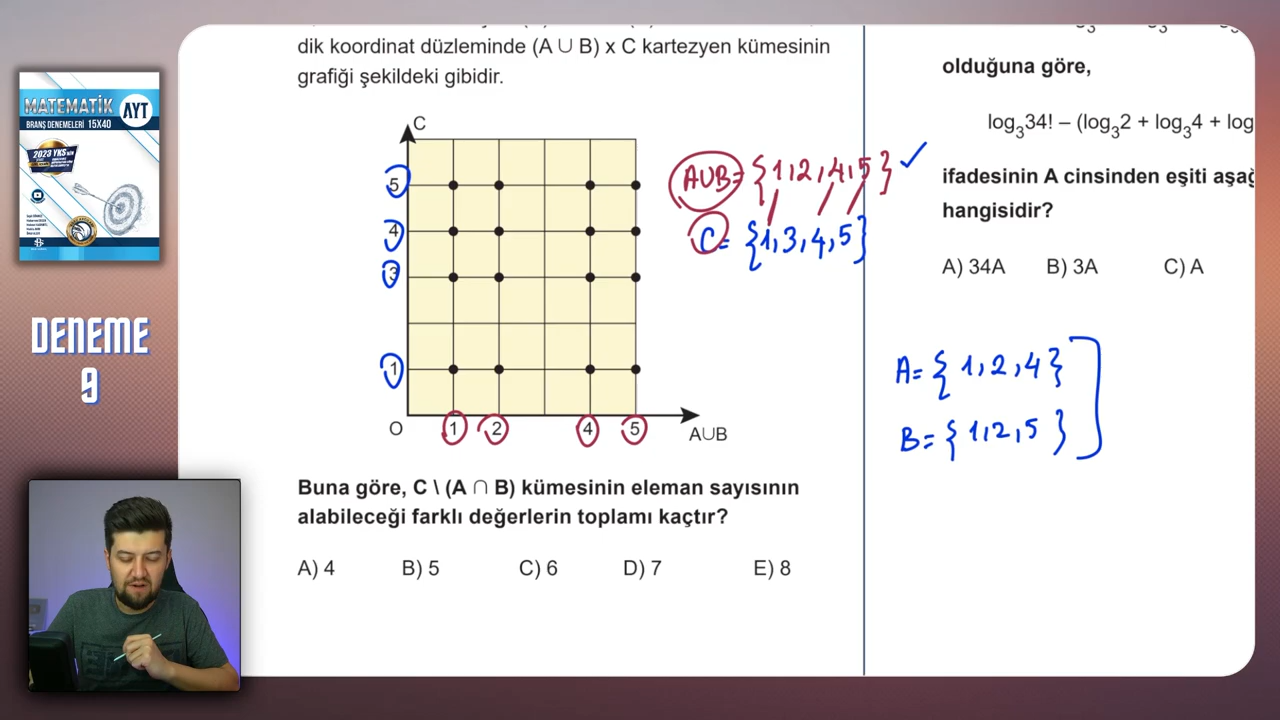 MATEMATİK AYT
BRANŞ DENEMELERİ 15X40
2023 YKS'NİN
DENEME
9
dik koordinat düzleminde (A ∪ B) x C kartezyen kümesinin
grafiği şekildeki gibidir.
C
5
4
3
1
O 1 2 4 5 A∪B
A∪B = {1,2,4,5} ✓
C = {1,3,4,5}
Buna göre, C \ (A ∩ B) kümesinin eleman sayısının
alabileceği farklı değerlerin toplamı kaçtır?
A) 4 B) 5 C) 6 D) 7 E) 8
olduğuna göre,
log₃34! – (log₃2 + log₃4 + log
ifadesinin A cinsinden eşiti aşağ
hangisidir?
A) 34A B) 3A C) A
A = {1,2,4}
B = {1,2,5}